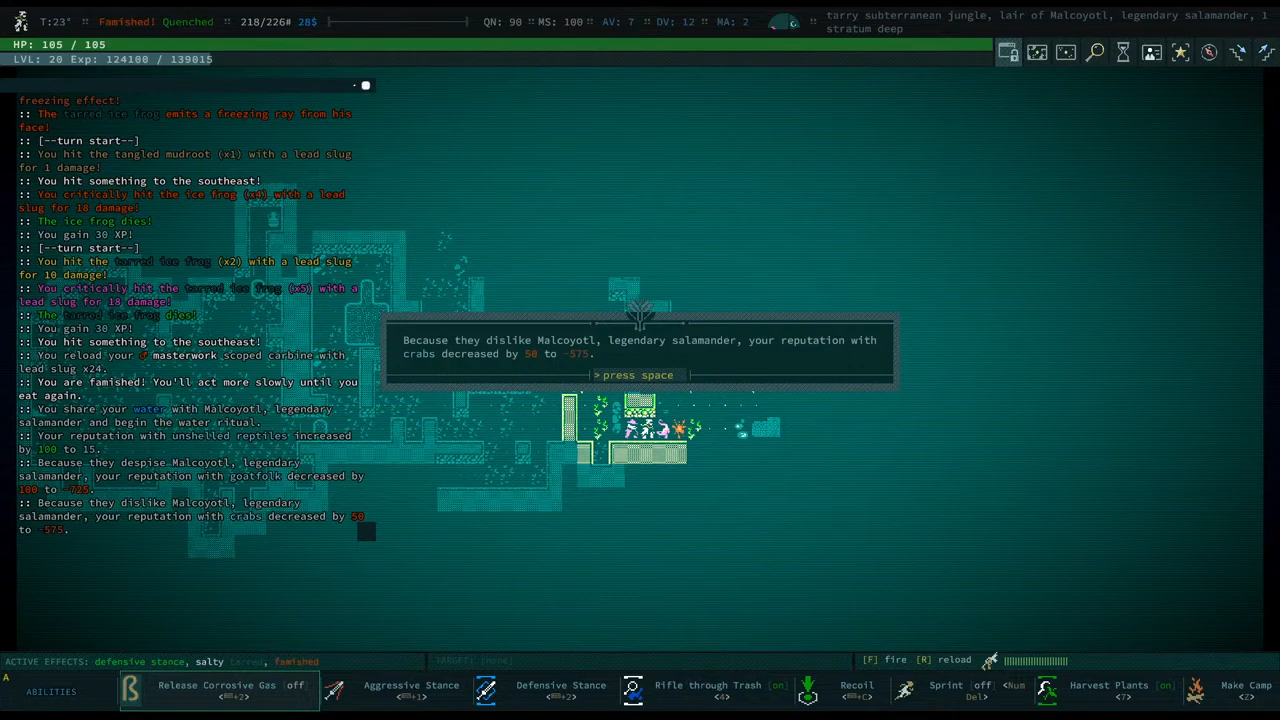 T:23° Famished! Quenched 218/226# 28$ QN: 90 MS: 100 AV: 7 DV: 12 MA: 2 tarry subterranean jungle, lair of Malcoyotl, legendary salamander, 1
stratum deep
HP: 105 / 105
LVL: 20 Exp: 124100 / 139015
freezing effect!
:: The tarred ice frog emits a freezing ray from his
face!
:: [--turn start--]
:: You hit the tangled mudroot (x1) with a lead slug
for 1 damage!
:: You hit something to the southeast!
:: You critically hit the ice frog (x4) with a lead
slug for 18 damage!
:: The ice frog dies!
:: You gain 30 XP!
:: [--turn start--]
:: You hit the tarred ice frog (x2) with a lead slug
for 10 damage!
:: You critically hit the tarred ice frog (x5) with a
lead slug for 18 damage!
:: The tarred ice frog dies!
:: You gain 30 XP!
:: You hit something to the southeast!
:: You reload your ♂ masterwork scoped carbine with
lead slug x24.
:: You are famished! You'll act more slowly until you
eat again.
:: You share your water with Malcoyotl, legendary
salamander and begin the water ritual.
:: Your reputation with unshelled reptiles increased
by 100 to 15.
:: Because they despise Malcoyotl, legendary
salamander, your reputation with goatfolk decreased by
100 to -725.
:: Because they dislike Malcoyotl, legendary
salamander, your reputation with crabs decreased by 50
to -575.
Because they dislike Malcoyotl, legendary salamander, your reputation with
crabs decreased by 50 to -575.
> press space
ACTIVE EFFECTS: defensive stance, salty tarred, famished
TARGET: [none]
[F] fire [R] reload
A
ABILITIES
β
Release Corrosive Gas [off]
<=+2>
Aggressive Stance
<=+1>
Defensive Stance
<=+2>
Rifle through Trash [on]
<4>
Recoil
<=+C>
Sprint [off] <Num
Del>
Harvest Plants [on]
<7>
Make Camp
<Z>